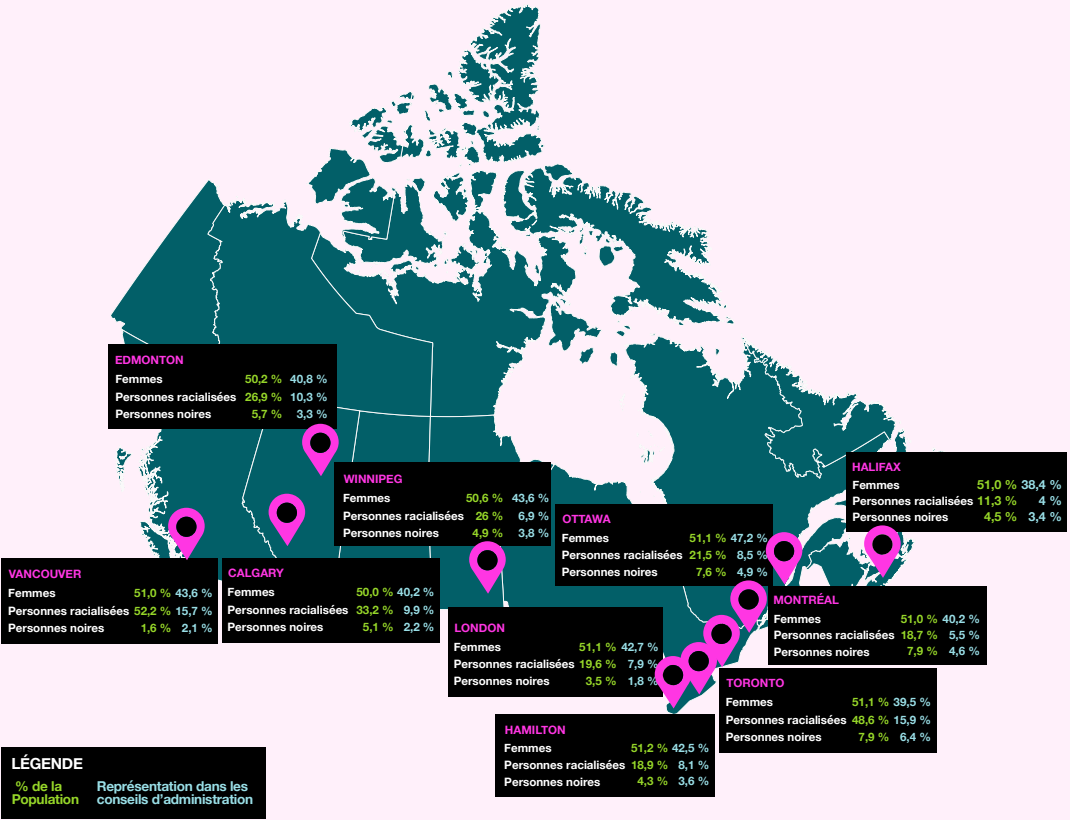 EDMONTON
Femmes 50,2 % 40,8 %
Personnes racialisées 26,9 % 10,3 %
Personnes noires 5,7 % 3,3 %
WINNIPEG
Femmes 50,6 % 43,6 %
Personnes racialisées 26 % 6,9 %
Personnes noires 4,9 % 3,8 %
HALIFAX
Femmes 51,0 % 38,4 %
Personnes racialisées 11,3 % 4 %
Personnes noires 4,5 % 3,4 %
OTTAWA
Femmes 51,1 % 47,2 %
Personnes racialisées 21,5 % 8,5 %
Personnes noires 7,6 % 4,9 %
VANCOUVER
Femmes 51,0 % 43,6 %
Personnes racialisées 52,2 % 15,7 %
Personnes noires 1,6 % 2,1 %
CALGARY
Femmes 50,0 % 40,2 %
Personnes racialisées 33,2 % 9,9 %
Personnes noires 5,1 % 2,2 %
MONTRÉAL
Femmes 51,0 % 40,2 %
Personnes racialisées 18,7 % 5,5 %
Personnes noires 7,9 % 4,6 %
LONDON
Femmes 51,1 % 42,7 %
Personnes racialisées 19,6 % 7,9 %
Personnes noires 3,5 % 1,8 %
TORONTO
Femmes 51,1 % 39,5 %
Personnes racialisées 48,6 % 15,9 %
Personnes noires 7,9 % 6,4 %
HAMILTON
Femmes 51,2 % 42,5 %
Personnes racialisées 18,9 % 8,1 %
Personnes noires 4,3 % 3,6 %
LÉGENDE
% de la
Population
Représentation dans les
conseils d’administration